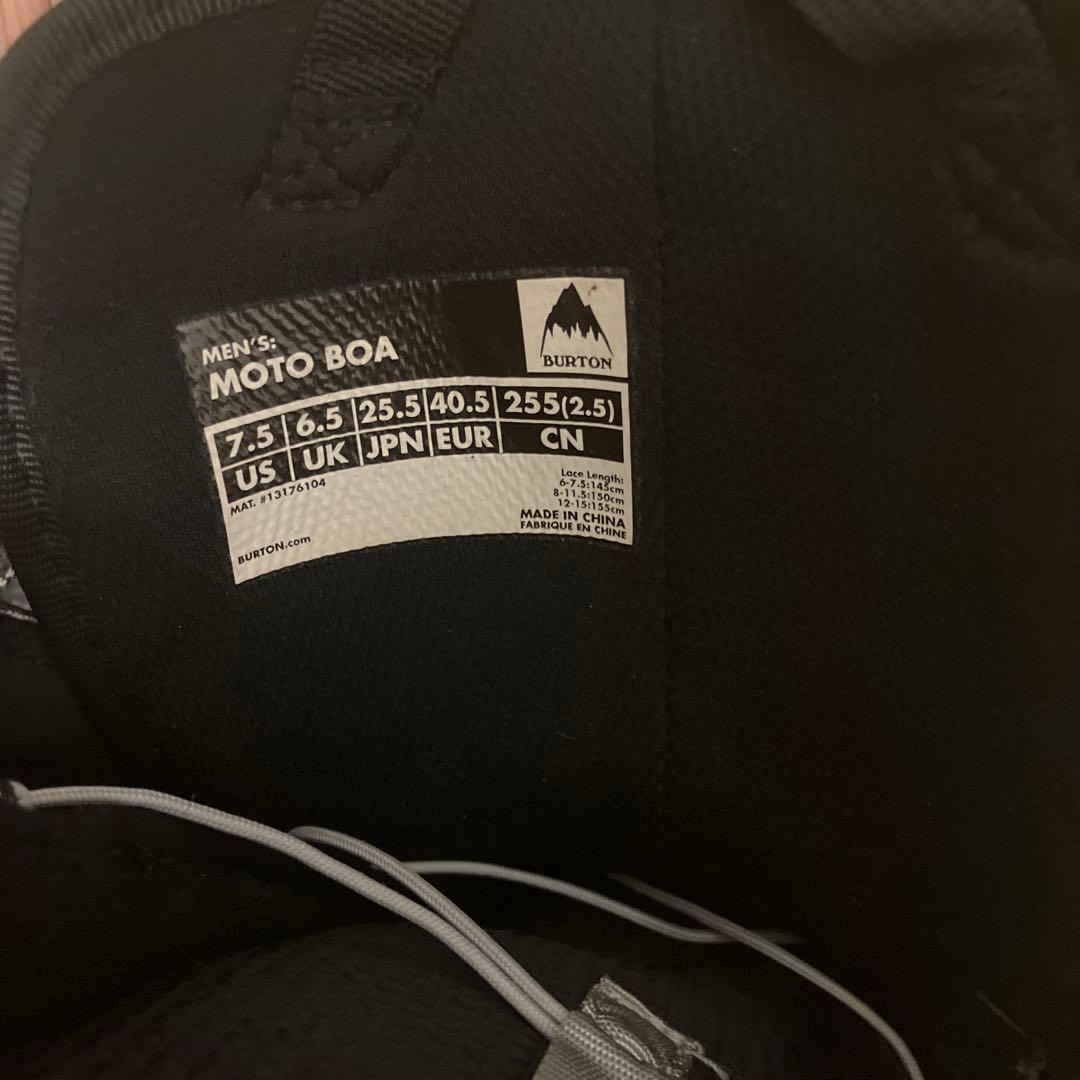 MEN'S:
MOTO BOA
BURTON
7.5 6.5 25.5 40.5 255(2.5)
US UK JPN EUR CN
MAT. #13176104
Lace Length:
6-7.5:145cm
8-11.5:150cm
12-15:155cm
MADE IN CHINA
FABRIQUE EN CHINE
BURTON.com